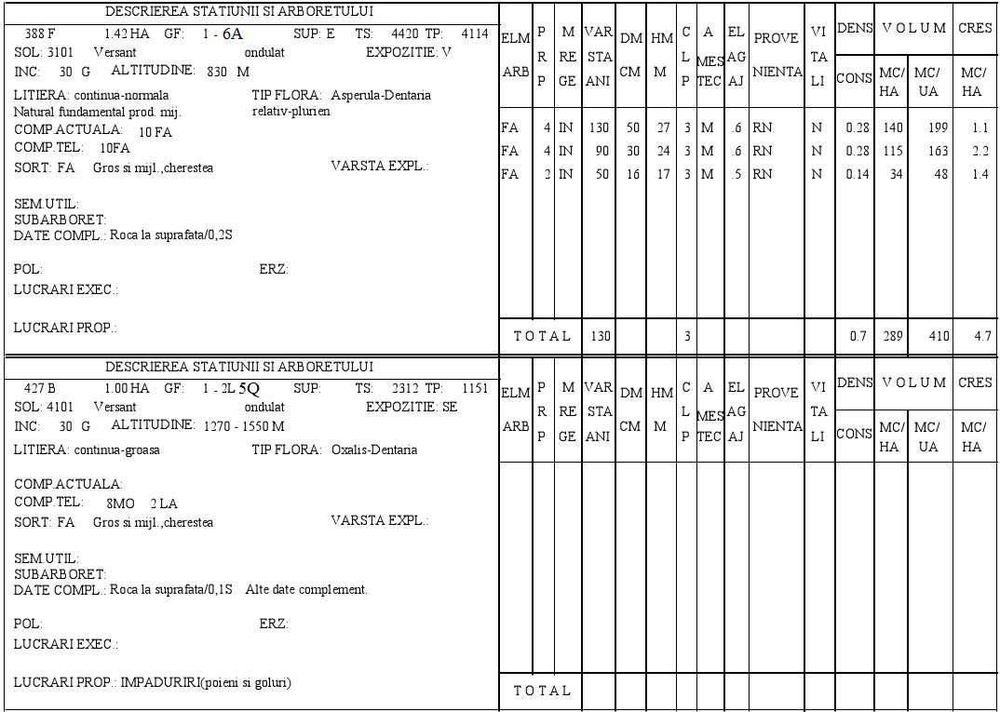 DESCRIEREA STATIUNII SI ARBORETULUI
388 F 1.42 HA GF: 1 - 6A SUP: E TS: 4420 TP: 4114
SOL: 3101 Versant ondulat EXPOZITIE: V
INC: 30 G ALTITUDINE: 830 M
LITIERA: continua-normala TIP FLORA: Asperula-Dentaria
Natural fundamental prod. mij. relativ-plurien
COMP.ACTUALA: 10 FA
COMP.TEL: 10FA
SORT: FA Gros si mijl.,cherestea VARSTA EXPL.:
SEM.UTIL:
SUBARBORET:
DATE COMPL.: Roca la suprafata/0,2S
POL: ERZ:
LUCRARI EXEC.:
LUCRARI PROP.:
ELM P M VAR DM HM C A EL PROVE VI DENS V O L U M CRES
R RE STA L MES AG TA
ARB P GE ANI CM M P TEC AJ NIENTA LI CONS MC/ HA MC/ UA MC/ HA
FA 4 IN 130 50 27 3 M .6 RN N 0.28 140 199 1.1
FA 4 IN 90 30 24 3 M .6 RN N 0.28 115 163 2.2
FA 2 IN 50 16 17 3 M .5 RN N 0.14 34 48 1.4
T O T A L 130 3 0.7 289 410 4.7
DESCRIEREA STATIUNII SI ARBORETULUI
427 B 1.00 HA GF: 1 - 2L 5Q SUP: TS: 2312 TP: 1151
SOL: 4101 Versant ondulat EXPOZITIE: SE
INC: 30 G ALTITUDINE: 1270 - 1550 M
LITIERA: continua-groasa TIP FLORA: Oxalis-Dentaria
COMP.ACTUALA:
COMP.TEL: 8MO 2 LA
SORT: FA Gros si mijl.,cherestea VARSTA EXPL.:
SEM.UTIL:
SUBARBORET:
DATE COMPL.: Roca la suprafata/0,1S Alte date complement.
POL: ERZ:
LUCRARI EXEC.:
LUCRARI PROP.: IMPADURIRI(poieni si goluri)
ELM P M VAR DM HM C A EL PROVE VI DENS V O L U M CRES
R RE STA L MES AG TA
ARB P GE ANI CM M P TEC AJ NIENTA LI CONS MC/ HA MC/ UA MC/ HA
T O T A L